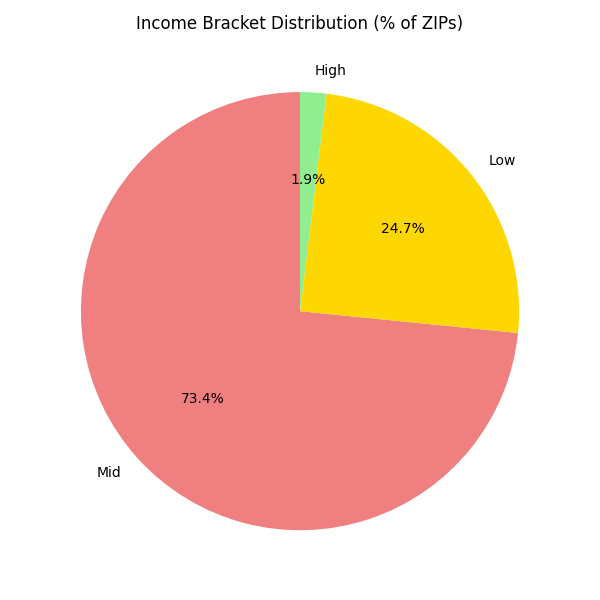 Income Bracket Distribution (% of ZIPs)
High
Low
1.9%
24.7%
73.4%
Mid